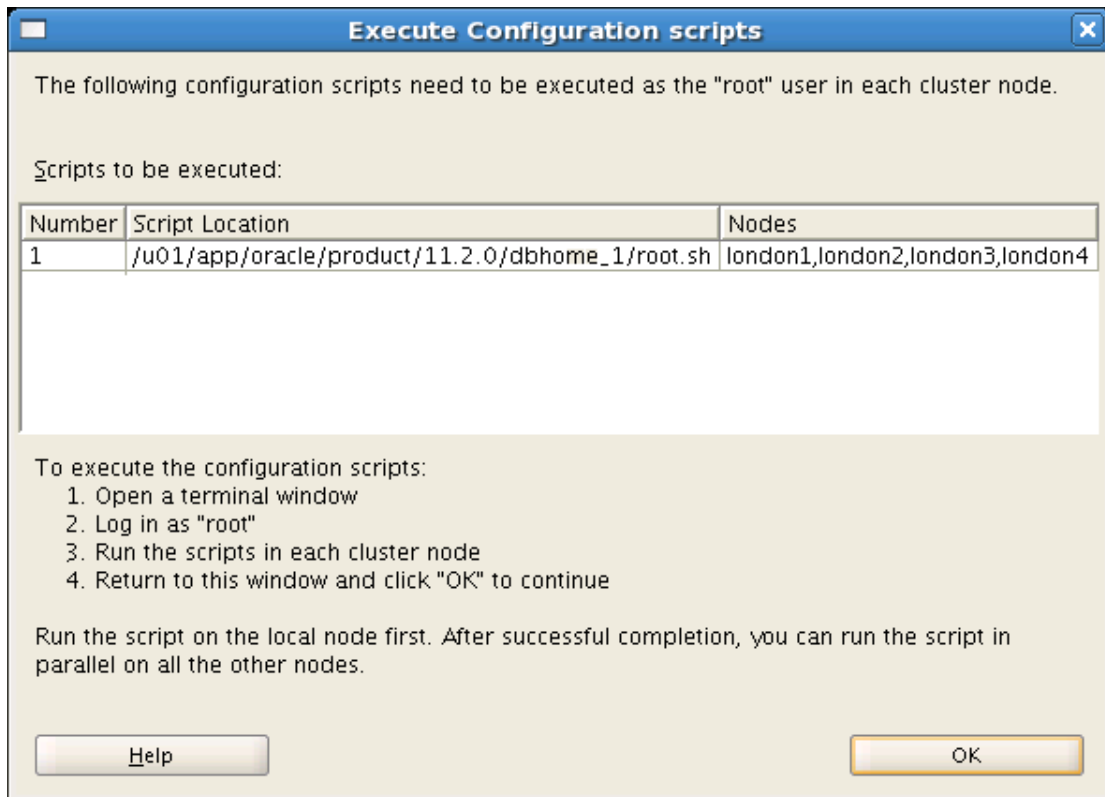 Execute Configuration scripts
The following configuration scripts need to be executed as the "root" user in each cluster node.
Scripts to be executed:
Number Script Location Nodes
1 /u01/app/oracle/product/11.2.0/dbhome_1/root.sh london1,london2,london3,london4
To execute the configuration scripts:
1. Open a terminal window
2. Log in as "root"
3. Run the scripts in each cluster node
4. Return to this window and click "OK" to continue
Run the script on the local node first. After successful completion, you can run the script in
parallel on all the other nodes.
Help OK